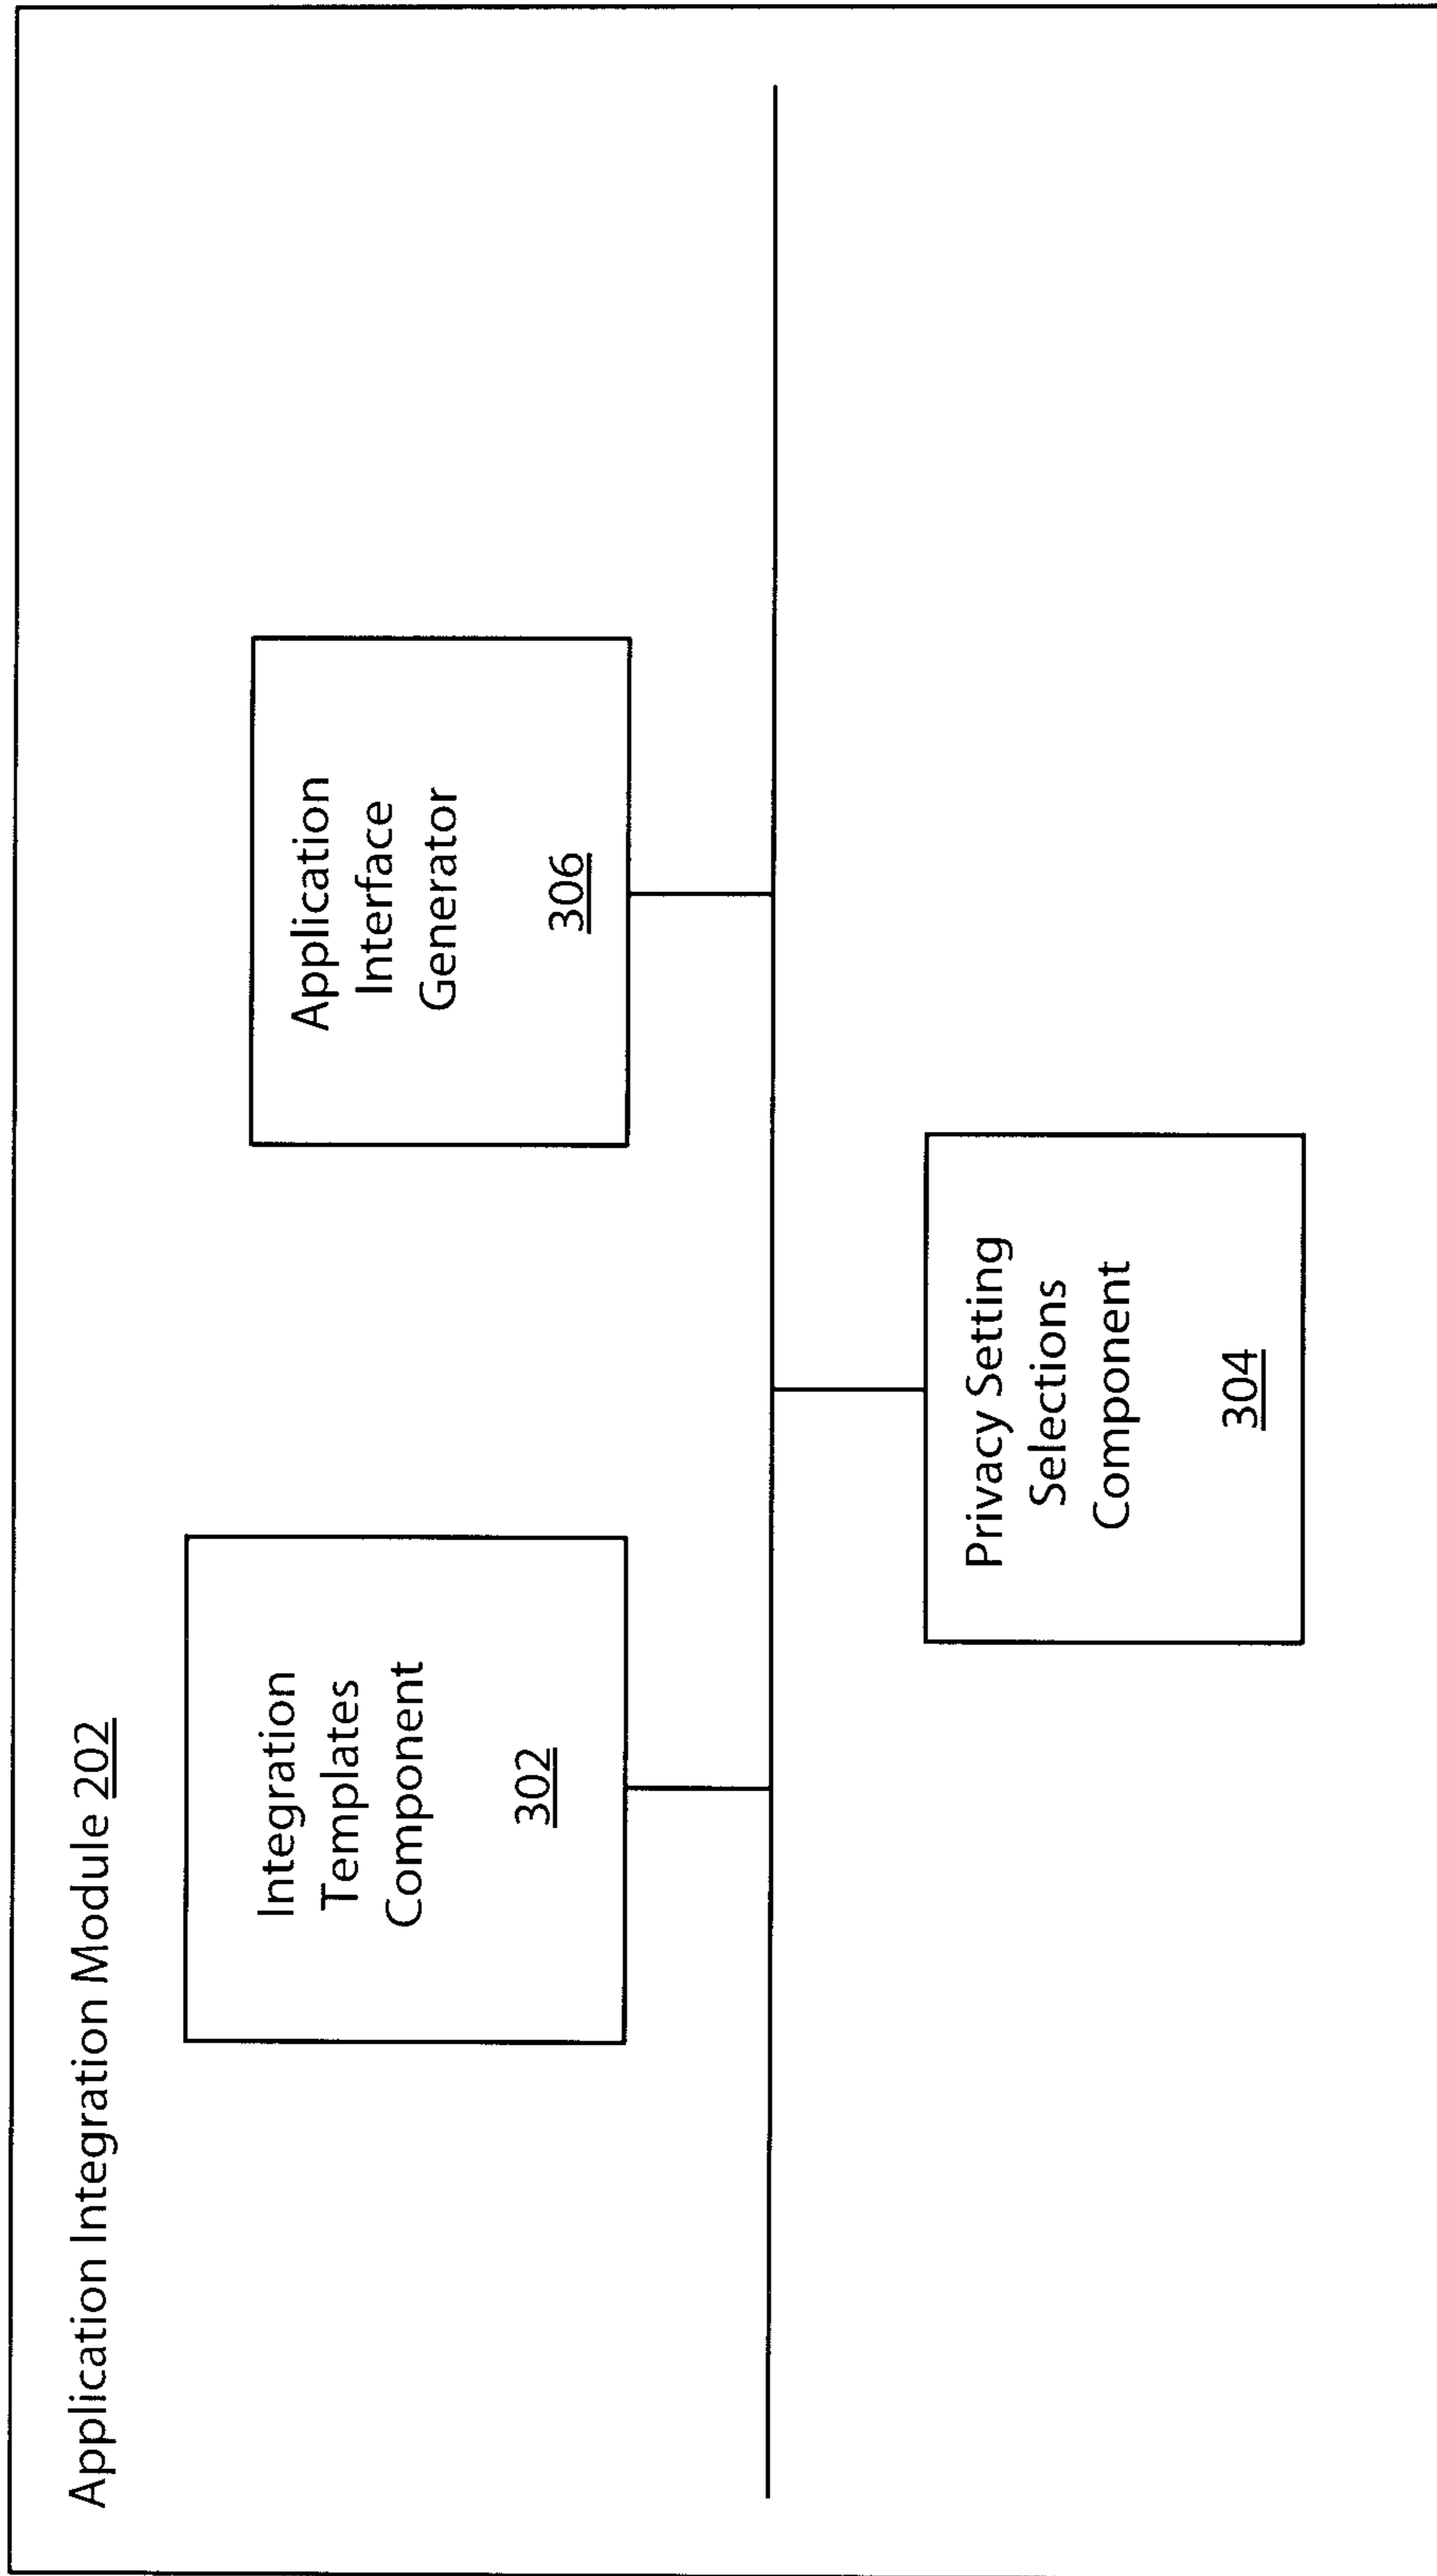 Application Integration Module 202
Integration
Templates
Component
302
Privacy Setting
Selections
Component
304
Application
Interface
Generator
306